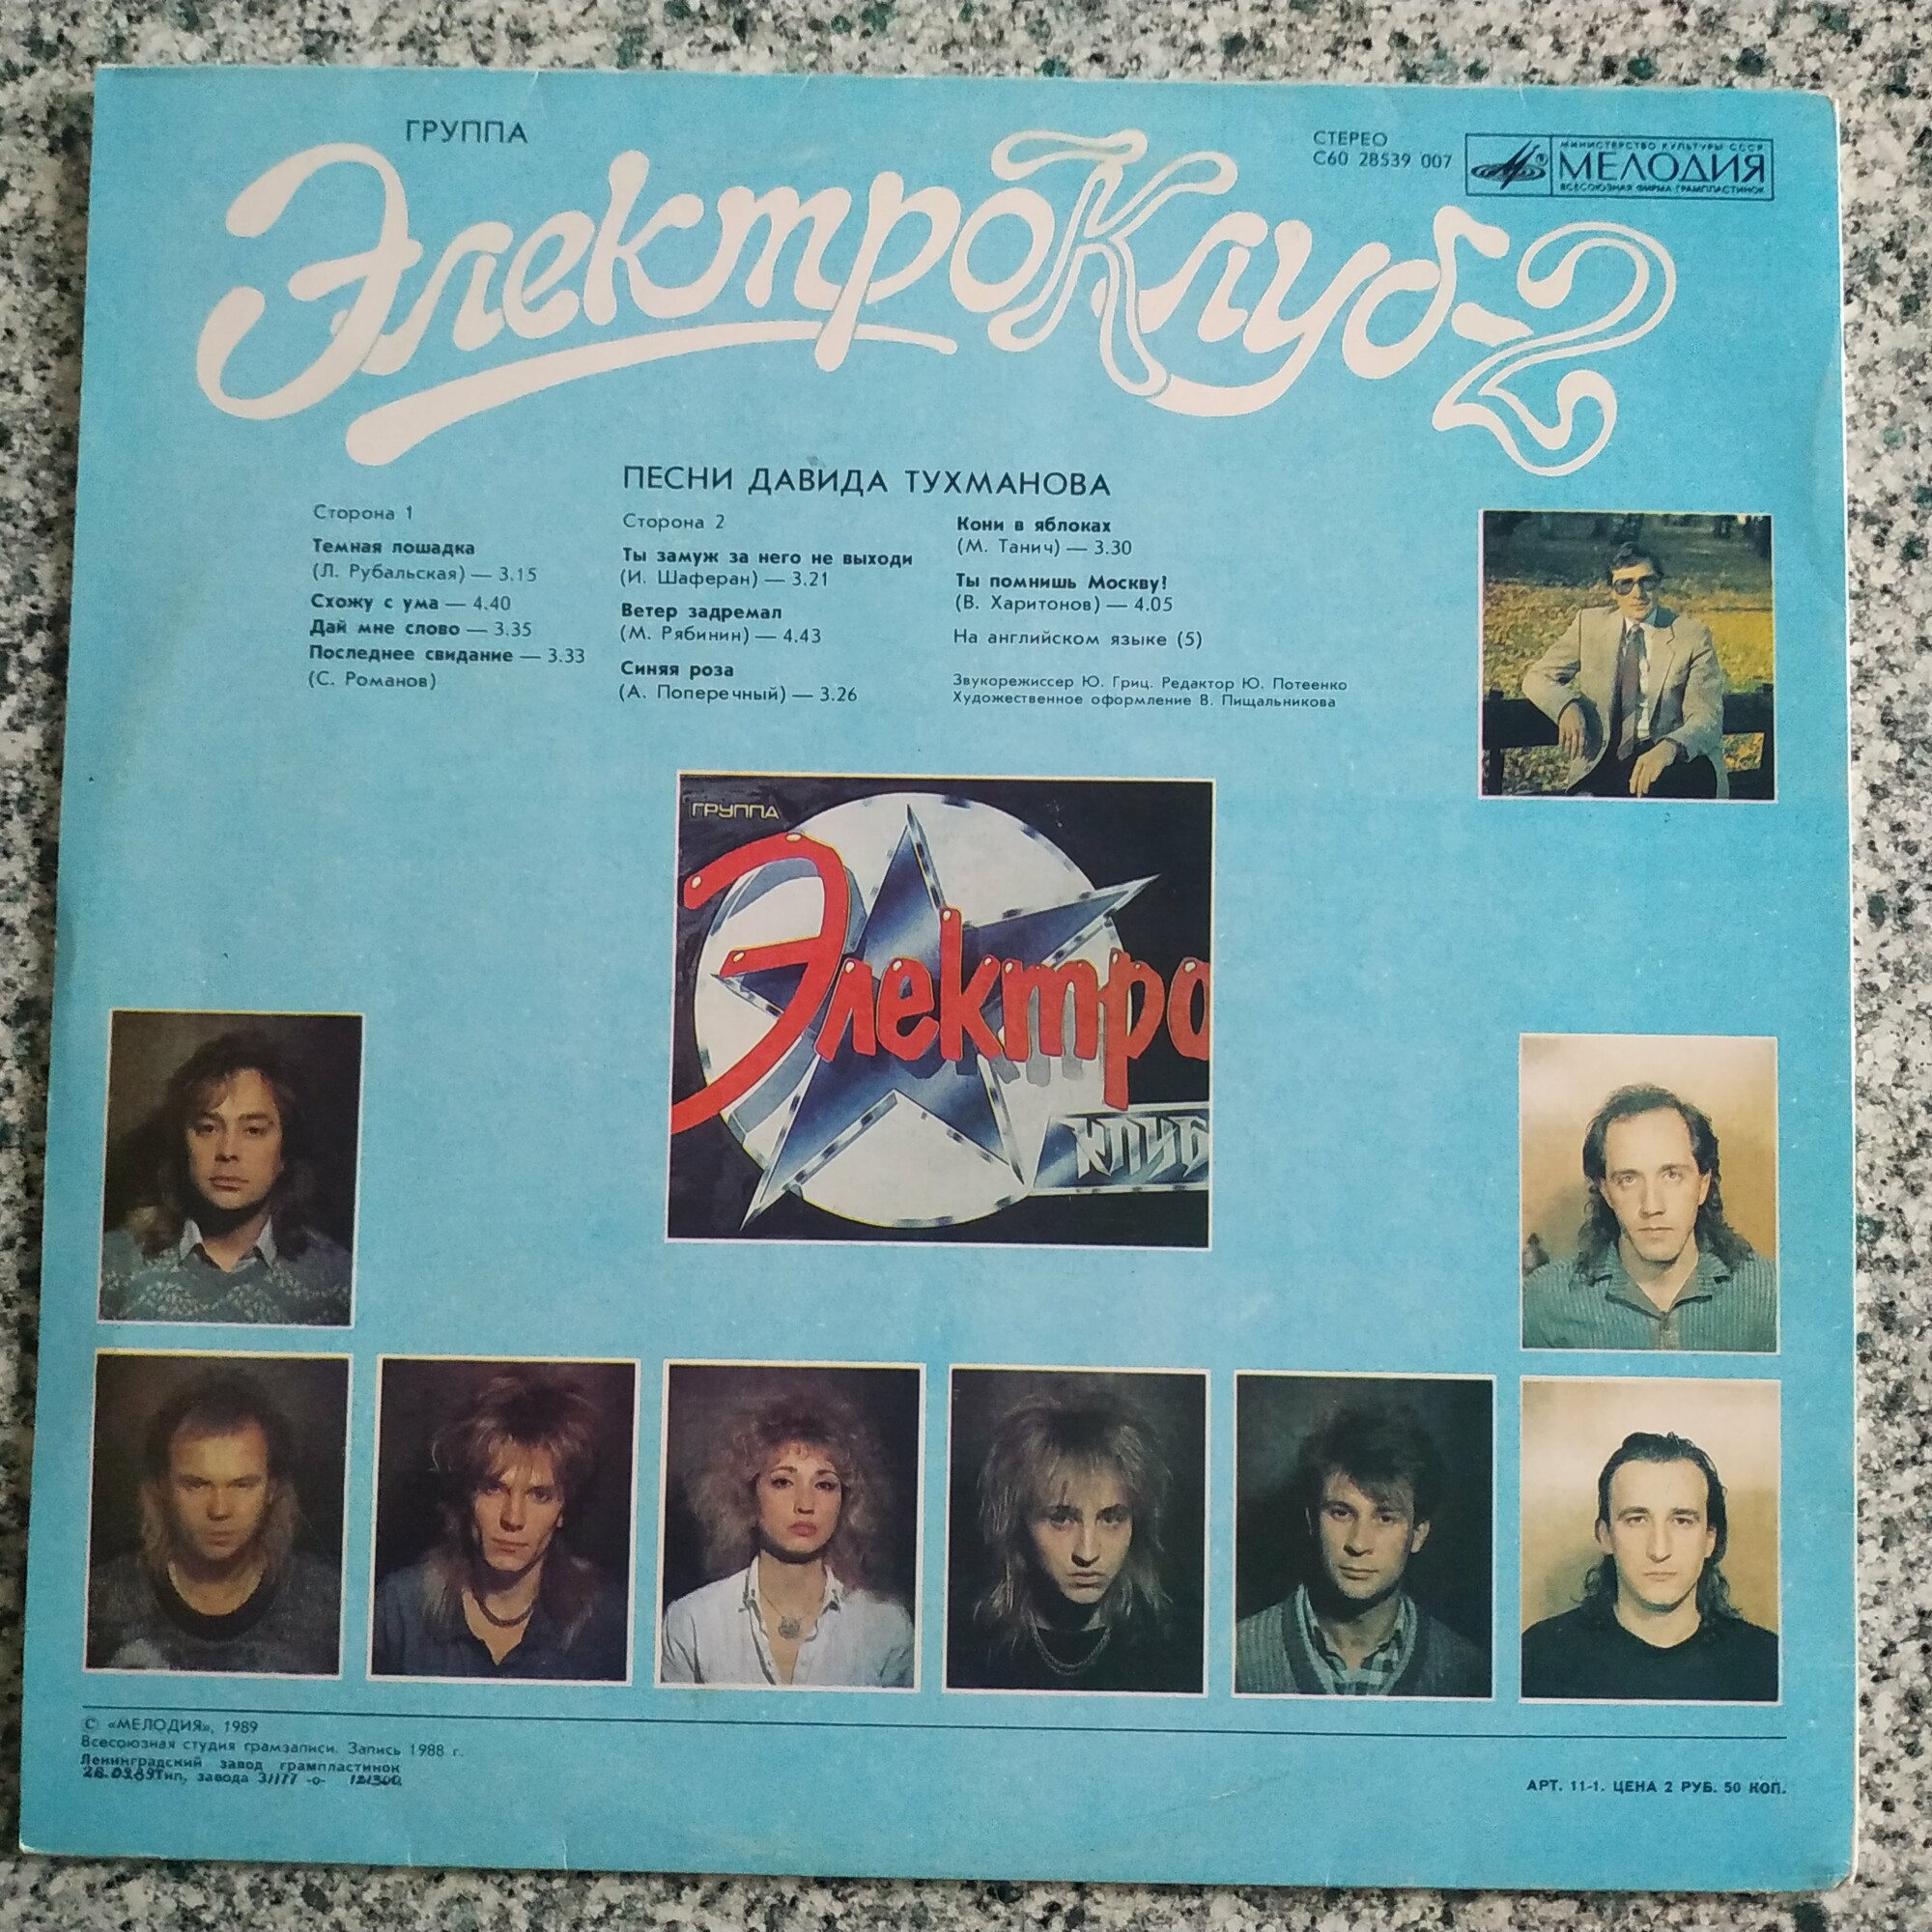 ГРУППА
ЭлектроКлуб-2
СТЕРЕО
С60 28539 007
МИНИСТЕРСТВО КУЛЬТУРЫ СССР
МЕЛОДИЯ
ВСЕСОЮЗНАЯ ФИРМА ГРАМПЛАСТИНОК
ПЕСНИ ДАВИДА ТУХМАНОВА
Сторона 1
Темная лошадка
(Л. Рубальская) — 3.15
Схожу с ума — 4.40
Дай мне слово — 3.35
Последнее свидание — 3.33
(С. Романов)
Сторона 2
Ты замуж за него не выходи
(И. Шаферан) — 3.21
Ветер задремал
(М. Рябинин) — 4.43
Синяя роза
(А. Поперечный) — 3.26
Кони в яблоках
(М. Танич) — 3.30
Ты помнишь Москву!
(В. Харитонов) — 4.05
На английском языке (5)
Звукорежиссер Ю. Гриц. Редактор Ю. Потеенко
Художественное оформление В. Пищальникова
ГРУППА
Электро
КЛУБ
© «МЕЛОДИЯ», 1989
Всесоюзная студия грамзаписи. Запись 1988 г.
Ленинградский завод грампластинок
Тип. завода
АРТ. 11-1. ЦЕНА 2 РУБ. 50 КОП.